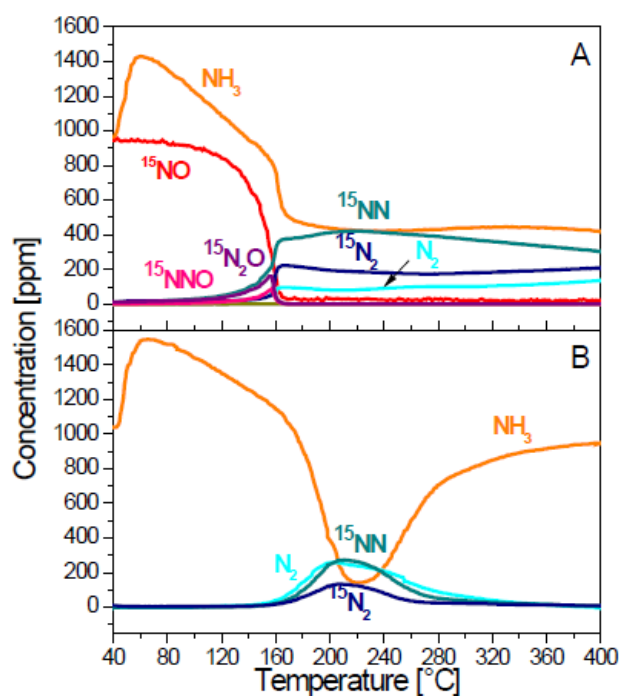 1600
A
1400
NH₃
1200
1000
800
¹⁵NO
600
¹⁵NN
400
¹⁵N₂O
¹⁵N₂
N₂
200
¹⁵NNO
0
Concentration [ppm]
1600
B
1400
1200
1000
NH₃
800
600
400
¹⁵NN
N₂
200
¹⁵N₂
0
40 80 120 160 200 240 280 320 360 400
Temperature [°C]